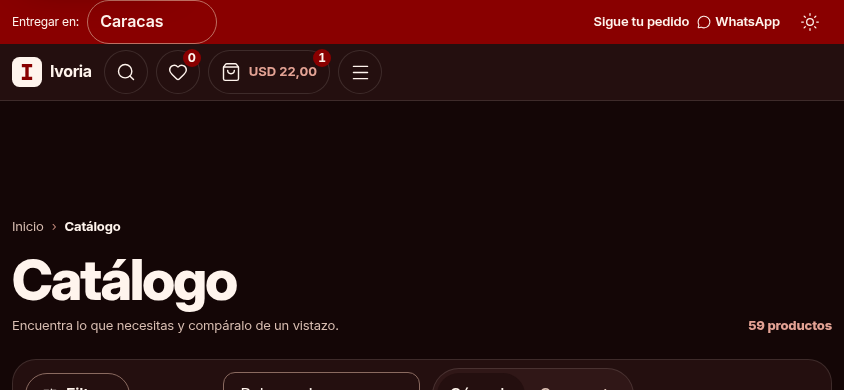 Entregar en: Caracas Sigue tu pedido WhatsApp
I Ivoria 0 USD 22,00 1
Inicio › Catálogo
Catálogo
Encuentra lo que necesitas y compáralo de un vistazo. 59 productos